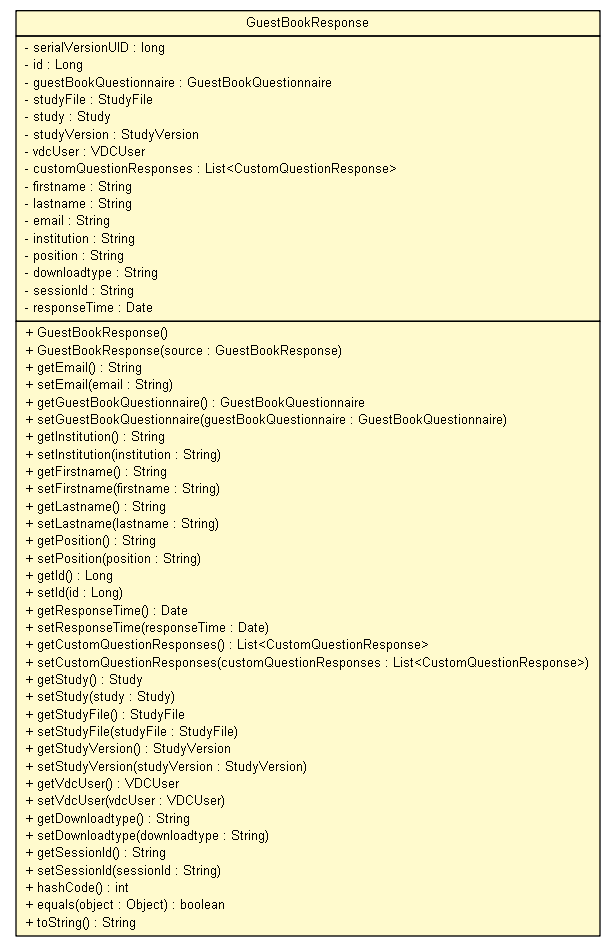 GuestBookResponse
- serialVersionUID : long
- id : Long
- guestBookQuestionnaire : GuestBookQuestionnaire
- studyFile : StudyFile
- study : Study
- studyVersion : StudyVersion
- vdcUser : VDCUser
- customQuestionResponses : List<CustomQuestionResponse>
- firstname : String
- lastname : String
- email : String
- institution : String
- position : String
- downloadtype : String
- sessionId : String
- responseTime : Date
+ GuestBookResponse()
+ GuestBookResponse(source : GuestBookResponse)
+ getEmail() : String
+ setEmail(email : String)
+ getGuestBookQuestionnaire() : GuestBookQuestionnaire
+ setGuestBookQuestionnaire(guestBookQuestionnaire : GuestBookQuestionnaire)
+ getInstitution() : String
+ setInstitution(institution : String)
+ getFirstname() : String
+ setFirstname(firstname : String)
+ getLastname() : String
+ setLastname(lastname : String)
+ getPosition() : String
+ setPosition(position : String)
+ getId() : Long
+ setId(id : Long)
+ getResponseTime() : Date
+ setResponseTime(responseTime : Date)
+ getCustomQuestionResponses() : List<CustomQuestionResponse>
+ setCustomQuestionResponses(customQuestionResponses : List<CustomQuestionResponse>)
+ getStudy() : Study
+ setStudy(study : Study)
+ getStudyFile() : StudyFile
+ setStudyFile(studyFile : StudyFile)
+ getStudyVersion() : StudyVersion
+ setStudyVersion(studyVersion : StudyVersion)
+ getVdcUser() : VDCUser
+ setVdcUser(vdcUser : VDCUser)
+ getDownloadtype() : String
+ setDownloadtype(downloadtype : String)
+ getSessionId() : String
+ setSessionId(sessionId : String)
+ hashCode() : int
+ equals(object : Object) : boolean
+ toString() : String